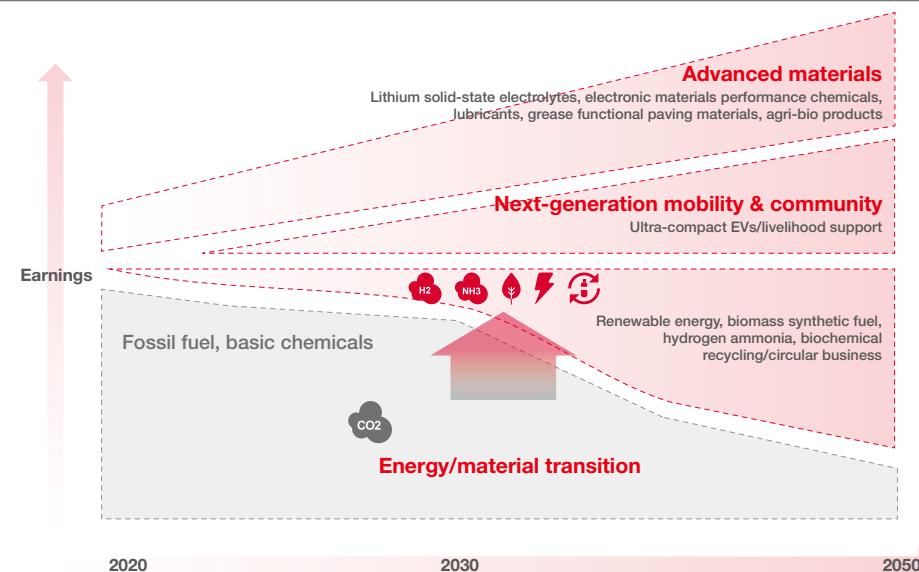 Advanced materials
Lithium solid-state electrolytes, electronic materials performance chemicals,
lubricants, grease functional paving materials, agri-bio products
Next-generation mobility & community
Ultra-compact EVs/livelihood support
Earnings
H2
NH3
Renewable energy, biomass synthetic fuel,
hydrogen ammonia, biochemical
recycling/circular business
Fossil fuel, basic chemicals
CO2
Energy/material transition
2020
2030
2050